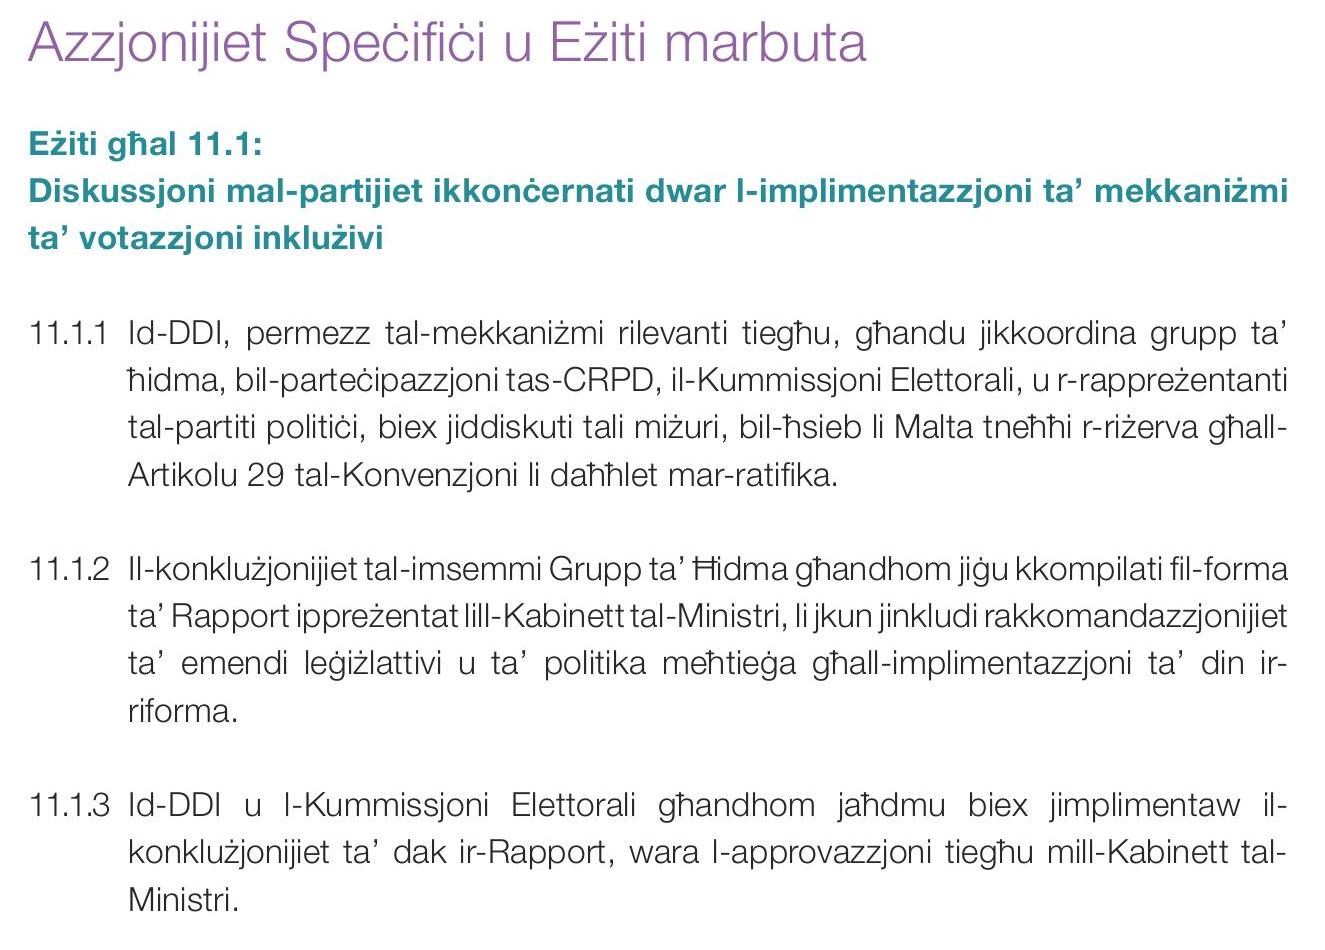 Azzjonijiet Speċifiċi u Eżiti marbuta
Eżiti għal 11.1:
Diskussjoni mal-partijiet ikkonċernati dwar l-implimentazzjoni ta’ mekkaniżmi
ta’ votazzjoni inklużivi
11.1.1 Id-DDI, permezz tal-mekkaniżmi rilevanti tiegħu, għandu jikkoordina grupp ta’
ħidma, bil-parteċipazzjoni tas-CRPD, il-Kummissjoni Elettorali, u r-rappreżentanti
tal-partiti politiċi, biex jiddiskuti tali miżuri, bil-ħsieb li Malta tneħħi r-riżerva għall-
Artikolu 29 tal-Konvenzjoni li daħħlet mar-ratifika.
11.1.2 Il-konklużjonijiet tal-imsemmi Grupp ta’ Ħidma għandhom jiġu kkompilati fil-forma
ta’ Rapport ippreżentat lill-Kabinett tal-Ministri, li jkun jinkludi rakkomandazzjonijiet
ta’ emendi leġiżlattivi u ta’ politika meħtieġa għall-implimentazzjoni ta’ din ir-
riforma.
11.1.3 Id-DDI u l-Kummissjoni Elettorali għandhom jaħdmu biex jimplimentaw il-
konklużjonijiet ta’ dak ir-Rapport, wara l-approvazzjoni tiegħu mill-Kabinett tal-
Ministri.